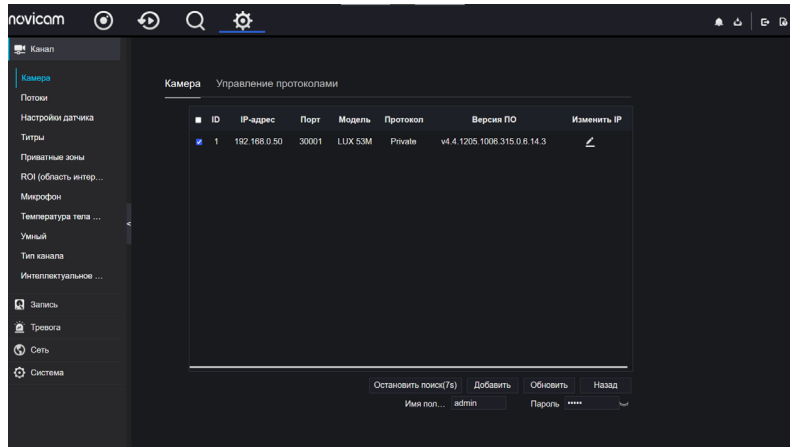 novicam
Канал
Камера
Потоки
Настройки датчика
Титры
Приватные зоны
ROI (область интер...
Микрофон
Температура тела ...
Умный
Тип канала
Интеллектуальное ...
Запись
Тревога
Сеть
Система
<
Камера Управление протоколами
ID IP-адрес Порт Модель Протокол Версия ПО Изменить IP
1 192.168.0.50 30001 LUX 53M Private v4.4.1205.1006.315.0.6.14.3
Остановить поиск(7s) Добавить Обновить Назад
Имя пол... admin Пароль •••••